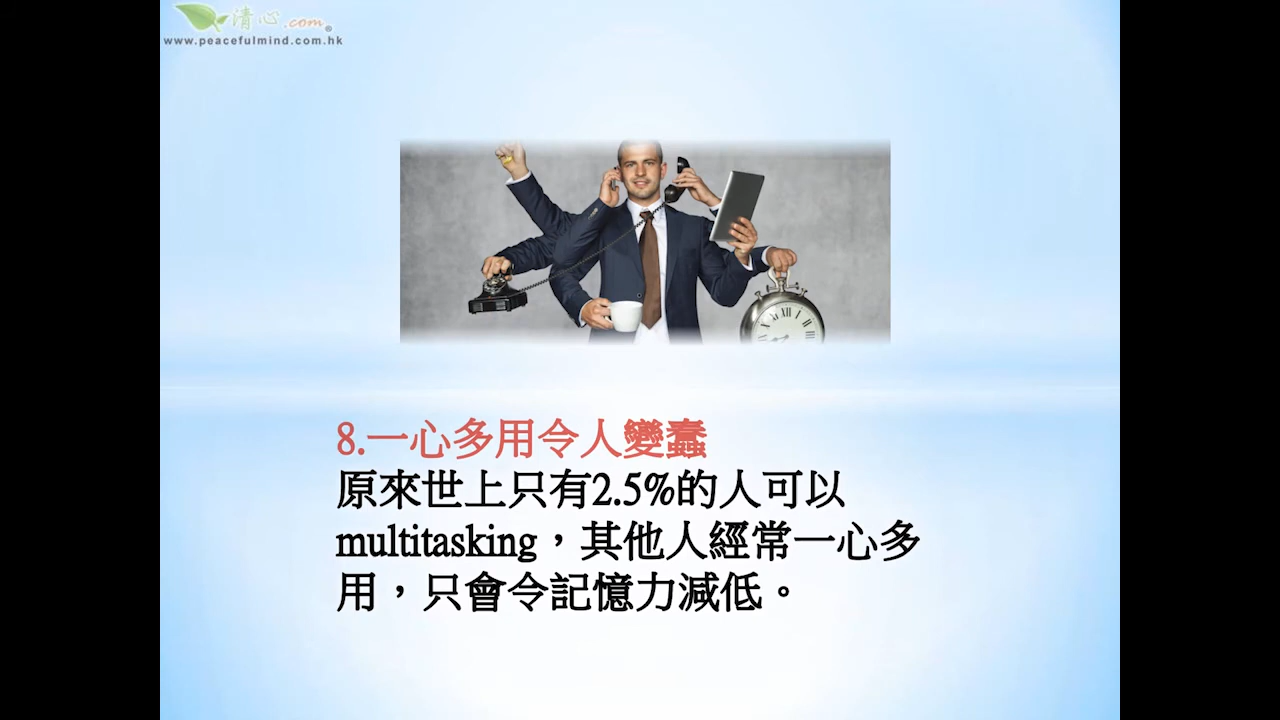 清心.com®
www.peacefulmind.com.hk
8.一心多用令人變蠢
原來世上只有2.5%的人可以
multitasking，其他人經常一心多
用，只會令記憶力減低。